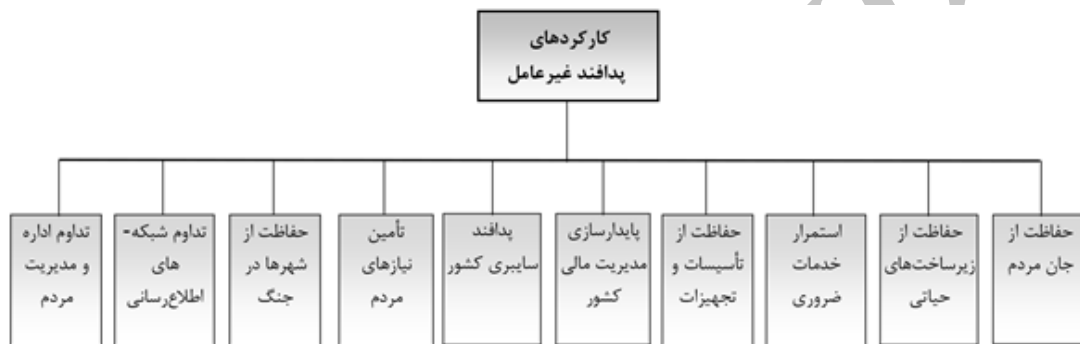 کارکردهای
پدافند غیرعامل
حفاظت از
جان مردم
حفاظت از
زیرساخت‌های
حیاتی
استمرار
خدمات
ضروری
حفاظت از
تأسیسات و
تجهیزات
پایدارسازی
مدیریت مالی
کشور
پدافند
سایبری کشور
تأمین
نیازهای
مردم
حفاظت از
شهرها در
جنگ
تداوم شبکه-
های
اطلاع‌رسانی
تداوم اداره
و مدیریت
مردم